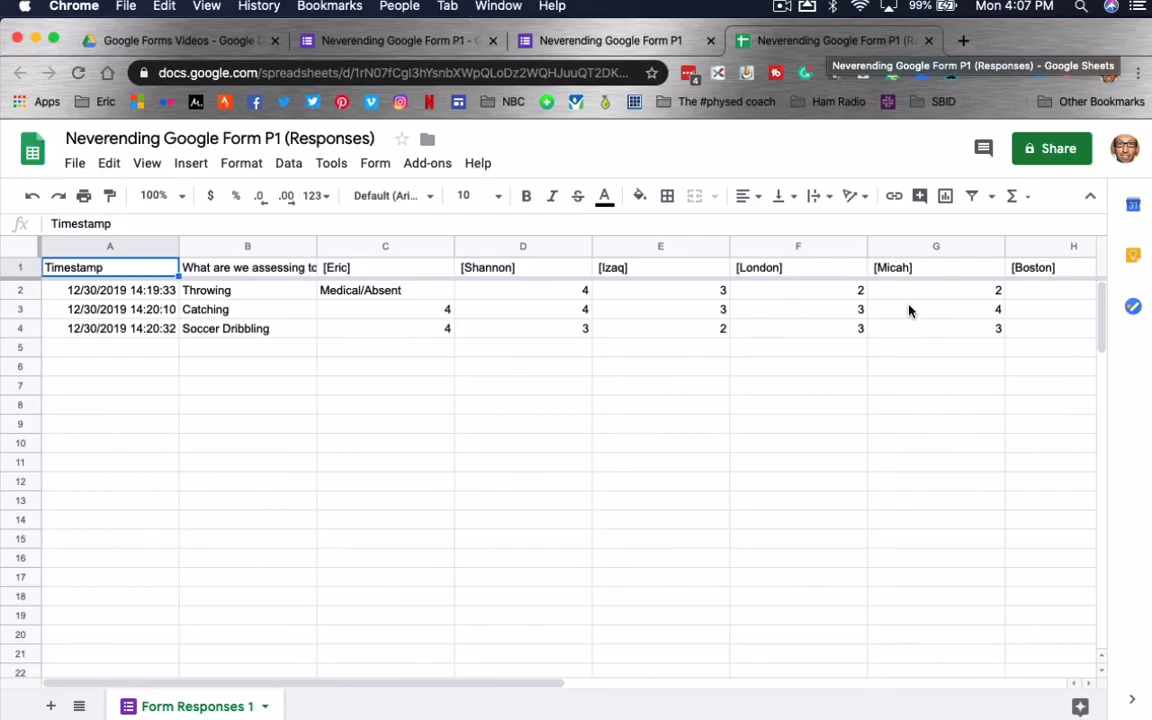 Chrome File Edit View History Bookmarks People Tab Window Help 99% Mon 4:07 PM
Google Forms Videos - Google D Neverending Google Form P1 - G Neverending Google Form P1 Neverending Google Form P1 (R
docs.google.com/spreadsheets/d/1rN07fCgI3hYsnbXWpQLoDz2WQHJuuQT2DK...
Neverending Google Form P1 (Responses) - Google Sheets
Apps Eric NBC The #physed coach Ham Radio SBID Other Bookmarks
Neverending Google Form P1 (Responses)
File Edit View Insert Format Data Tools Form Add-ons Help
Share
100% $ % .0 .00 123 Default (Ari... 10 B I S A
fx Timestamp
A B C D E F G H
1 Timestamp What are we assessing to [Eric] [Shannon] [Izaq] [London] [Micah] [Boston]
2 12/30/2019 14:19:33 Throwing Medical/Absent 4 3 2 2
3 12/30/2019 14:20:10 Catching 4 4 3 3 4
4 12/30/2019 14:20:32 Soccer Dribbling 4 3 2 3 3
5
6
7
8
9
10
11
12
13
14
15
16
17
18
19
20
21
22
Form Responses 1